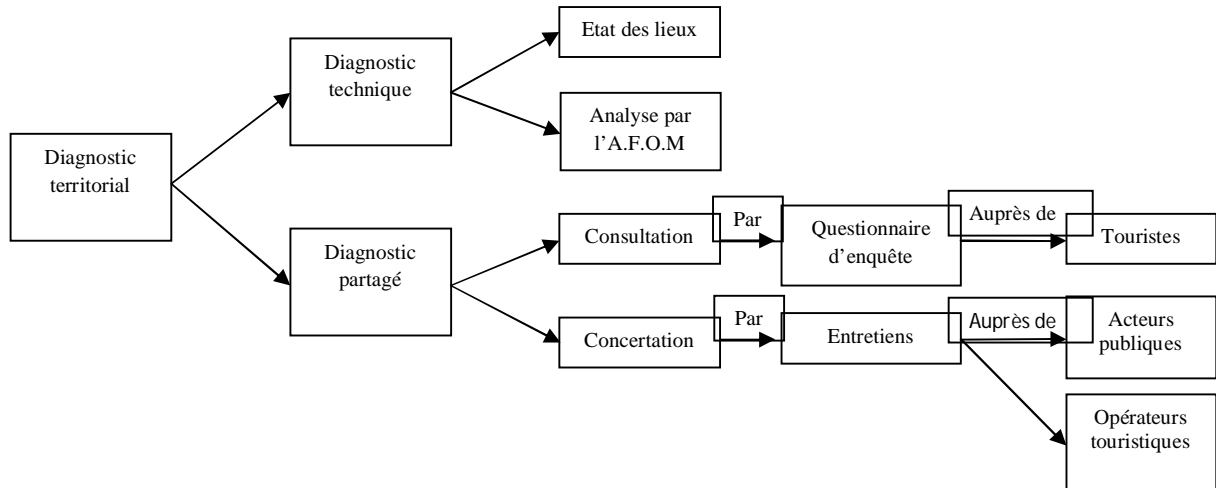 Diagnostic
territorial
Diagnostic
technique
Etat des lieux
Analyse par
l’A.F.O.M
Diagnostic
partagé
Consultation
Par
Questionnaire
d’enquête
Auprès de
Touristes
Concertation
Par
Entretiens
Auprès de
Acteurs
publiques
Opérateurs
touristiques